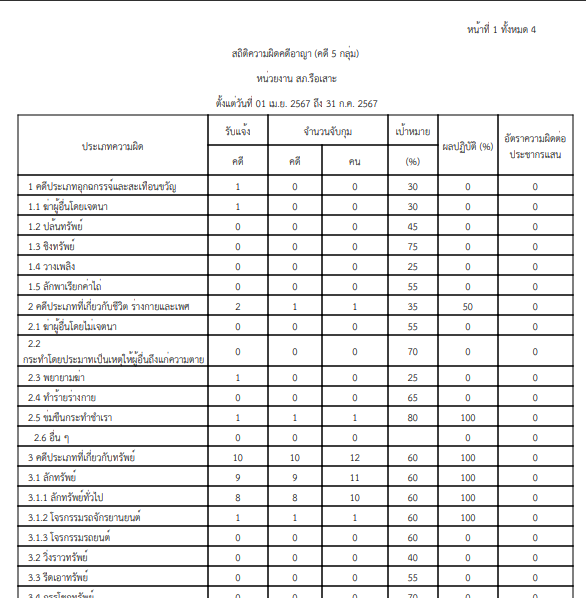 หน้าที่ 1 ทั้งหมด 4
สถิติความผิดคดีอาญา (คดี 5 กลุ่ม)
หน่วยงาน สภ.รือเสาะ
ตั้งแต่วันที่ 01 เม.ย. 2567 ถึง 31 ก.ค. 2567
ประเภทความผิด รับแจ้ง จำนวนจับกุม เป้าหมาย ผลปฏิบัติ (%) อัตราความผิดต่อ
ประชากรแสน
คดี คดี คน (%)
1 คดีประเภทอุกฉกรรจ์และสะเทือนขวัญ 1 0 0 30 0 0
1.1 ฆ่าผู้อื่นโดยเจตนา 1 0 0 30 0 0
1.2 ปล้นทรัพย์ 0 0 0 45 0 0
1.3 ชิงทรัพย์ 0 0 0 75 0 0
1.4 วางเพลิง 0 0 0 25 0 0
1.5 ลักพาเรียกค่าไถ่ 0 0 0 55 0 0
2 คดีประเภทที่เกี่ยวกับชีวิต ร่างกายและเพศ 2 1 1 35 50 0
2.1 ฆ่าผู้อื่นโดยไม่เจตนา 0 0 0 55 0 0
2.2
กระทำโดยประมาทเป็นเหตุให้ผู้อื่นถึงแก่ความตาย 0 0 0 70 0 0
2.3 พยายามฆ่า 1 0 0 25 0 0
2.4 ทำร้ายร่างกาย 0 0 0 65 0 0
2.5 ข่มขืนกระทำชำเรา 1 1 1 80 100 0
2.6 อื่น ๆ 0 0 0 0 0
3 คดีประเภทที่เกี่ยวกับทรัพย์ 10 10 12 60 100 0
3.1 ลักทรัพย์ 9 9 11 60 100 0
3.1.1 ลักทรัพย์ทั่วไป 8 8 10 60 100 0
3.1.2 โจรกรรมรถจักรยานยนต์ 1 1 1 60 100 0
3.1.3 โจรกรรมรถยนต์ 0 0 0 60 0 0
3.2 วิ่งราวทรัพย์ 0 0 0 40 0 0
3.3 รีดเอาทรัพย์ 0 0 0 55 0 0
3.4 กรรโชกทรัพย์ 0 0 0 70 0 0